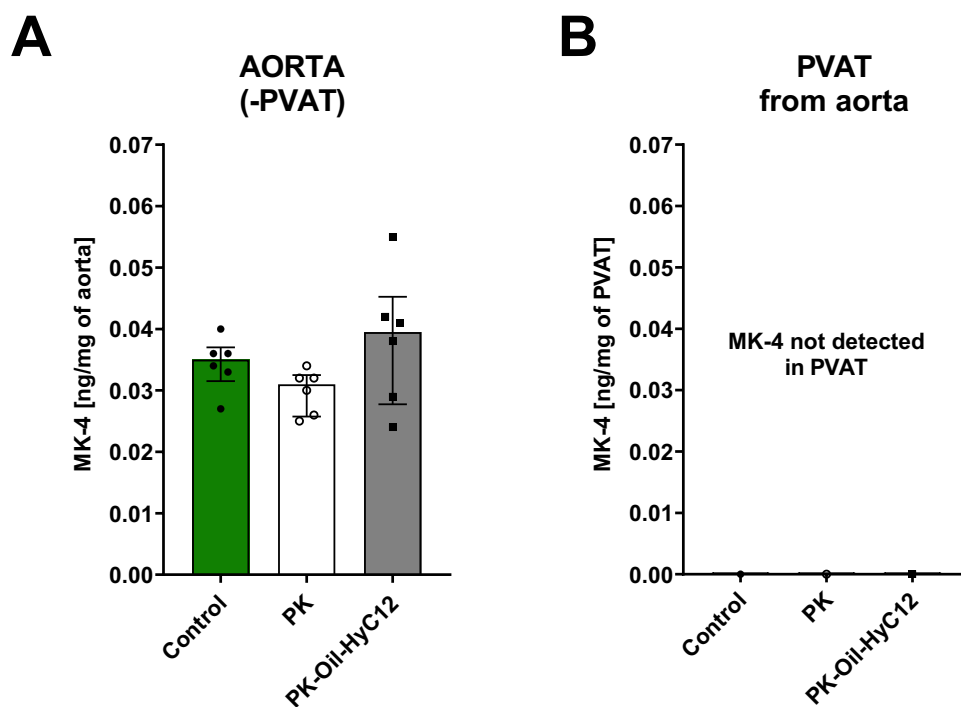 A
AORTA
(-PVAT)
MK-4 [ng/mg of aorta]
0.07
0.06
0.05
0.04
0.03
0.02
0.01
0.00
Control
PK
PK-Oil-HyC12
B
PVAT
from aorta
MK-4 [ng/mg of PVAT]
0.07
0.06
0.05
0.04
0.03
0.02
0.01
0.00
MK-4 not detected
in PVAT
Control
PK
PK-Oil-HyC12